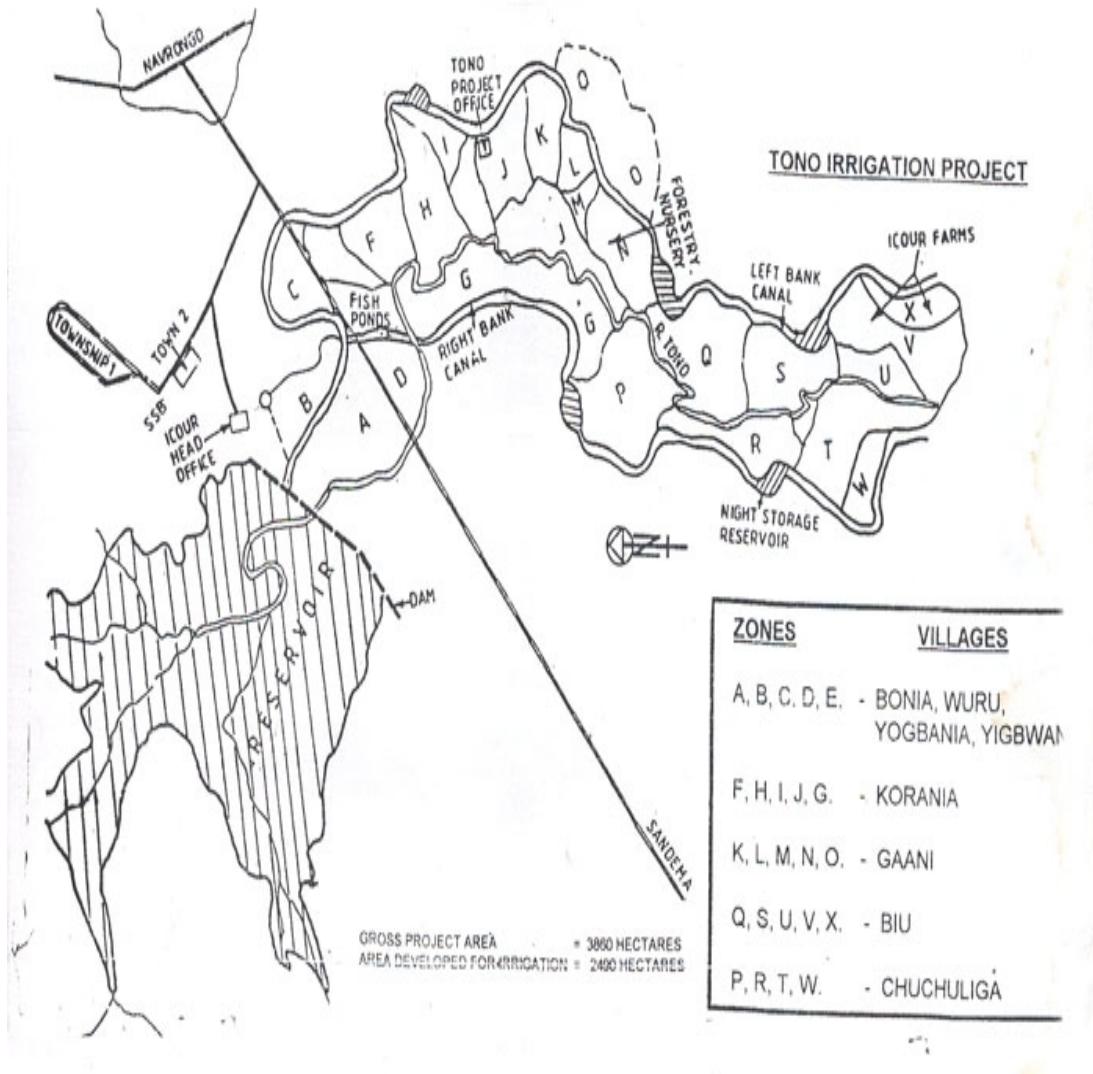 NAVRONGO
TONO
PROJECT
OFFICE
TONO IRRIGATION PROJECT
O
K
I
J
L
O
H
M
F
J
N
FORESTRY
NURSERY
ICOUR FARMS
LEFT BANK
CANAL
C
G
X
FISH
PONDS
RIGHT BANK
CANAL
G
R. TONO
V
TOWNSHIP 1
TOWN 2
SSB
Q
S
U
D
B
A
P
ICOUR
HEAD
OFFICE
R
T
W
NIGHT STORAGE
RESERVOIR
N
DAM
RESERVOIR
SANDEMA
ZONES VILLAGES
A, B, C. D, E. - BONIA, WURU,
YOGBANIA, YIGBWAN
F, H, I, J, G. - KORANIA
K, L, M, N, O. - GAANI
Q, S, U, V, X. - BIU
P, R, T, W. - CHUCHULIGA
GROSS PROJECT AREA = 3860 HECTARES
AREA DEVELOPED FOR IRRIGATION = 2490 HECTARES